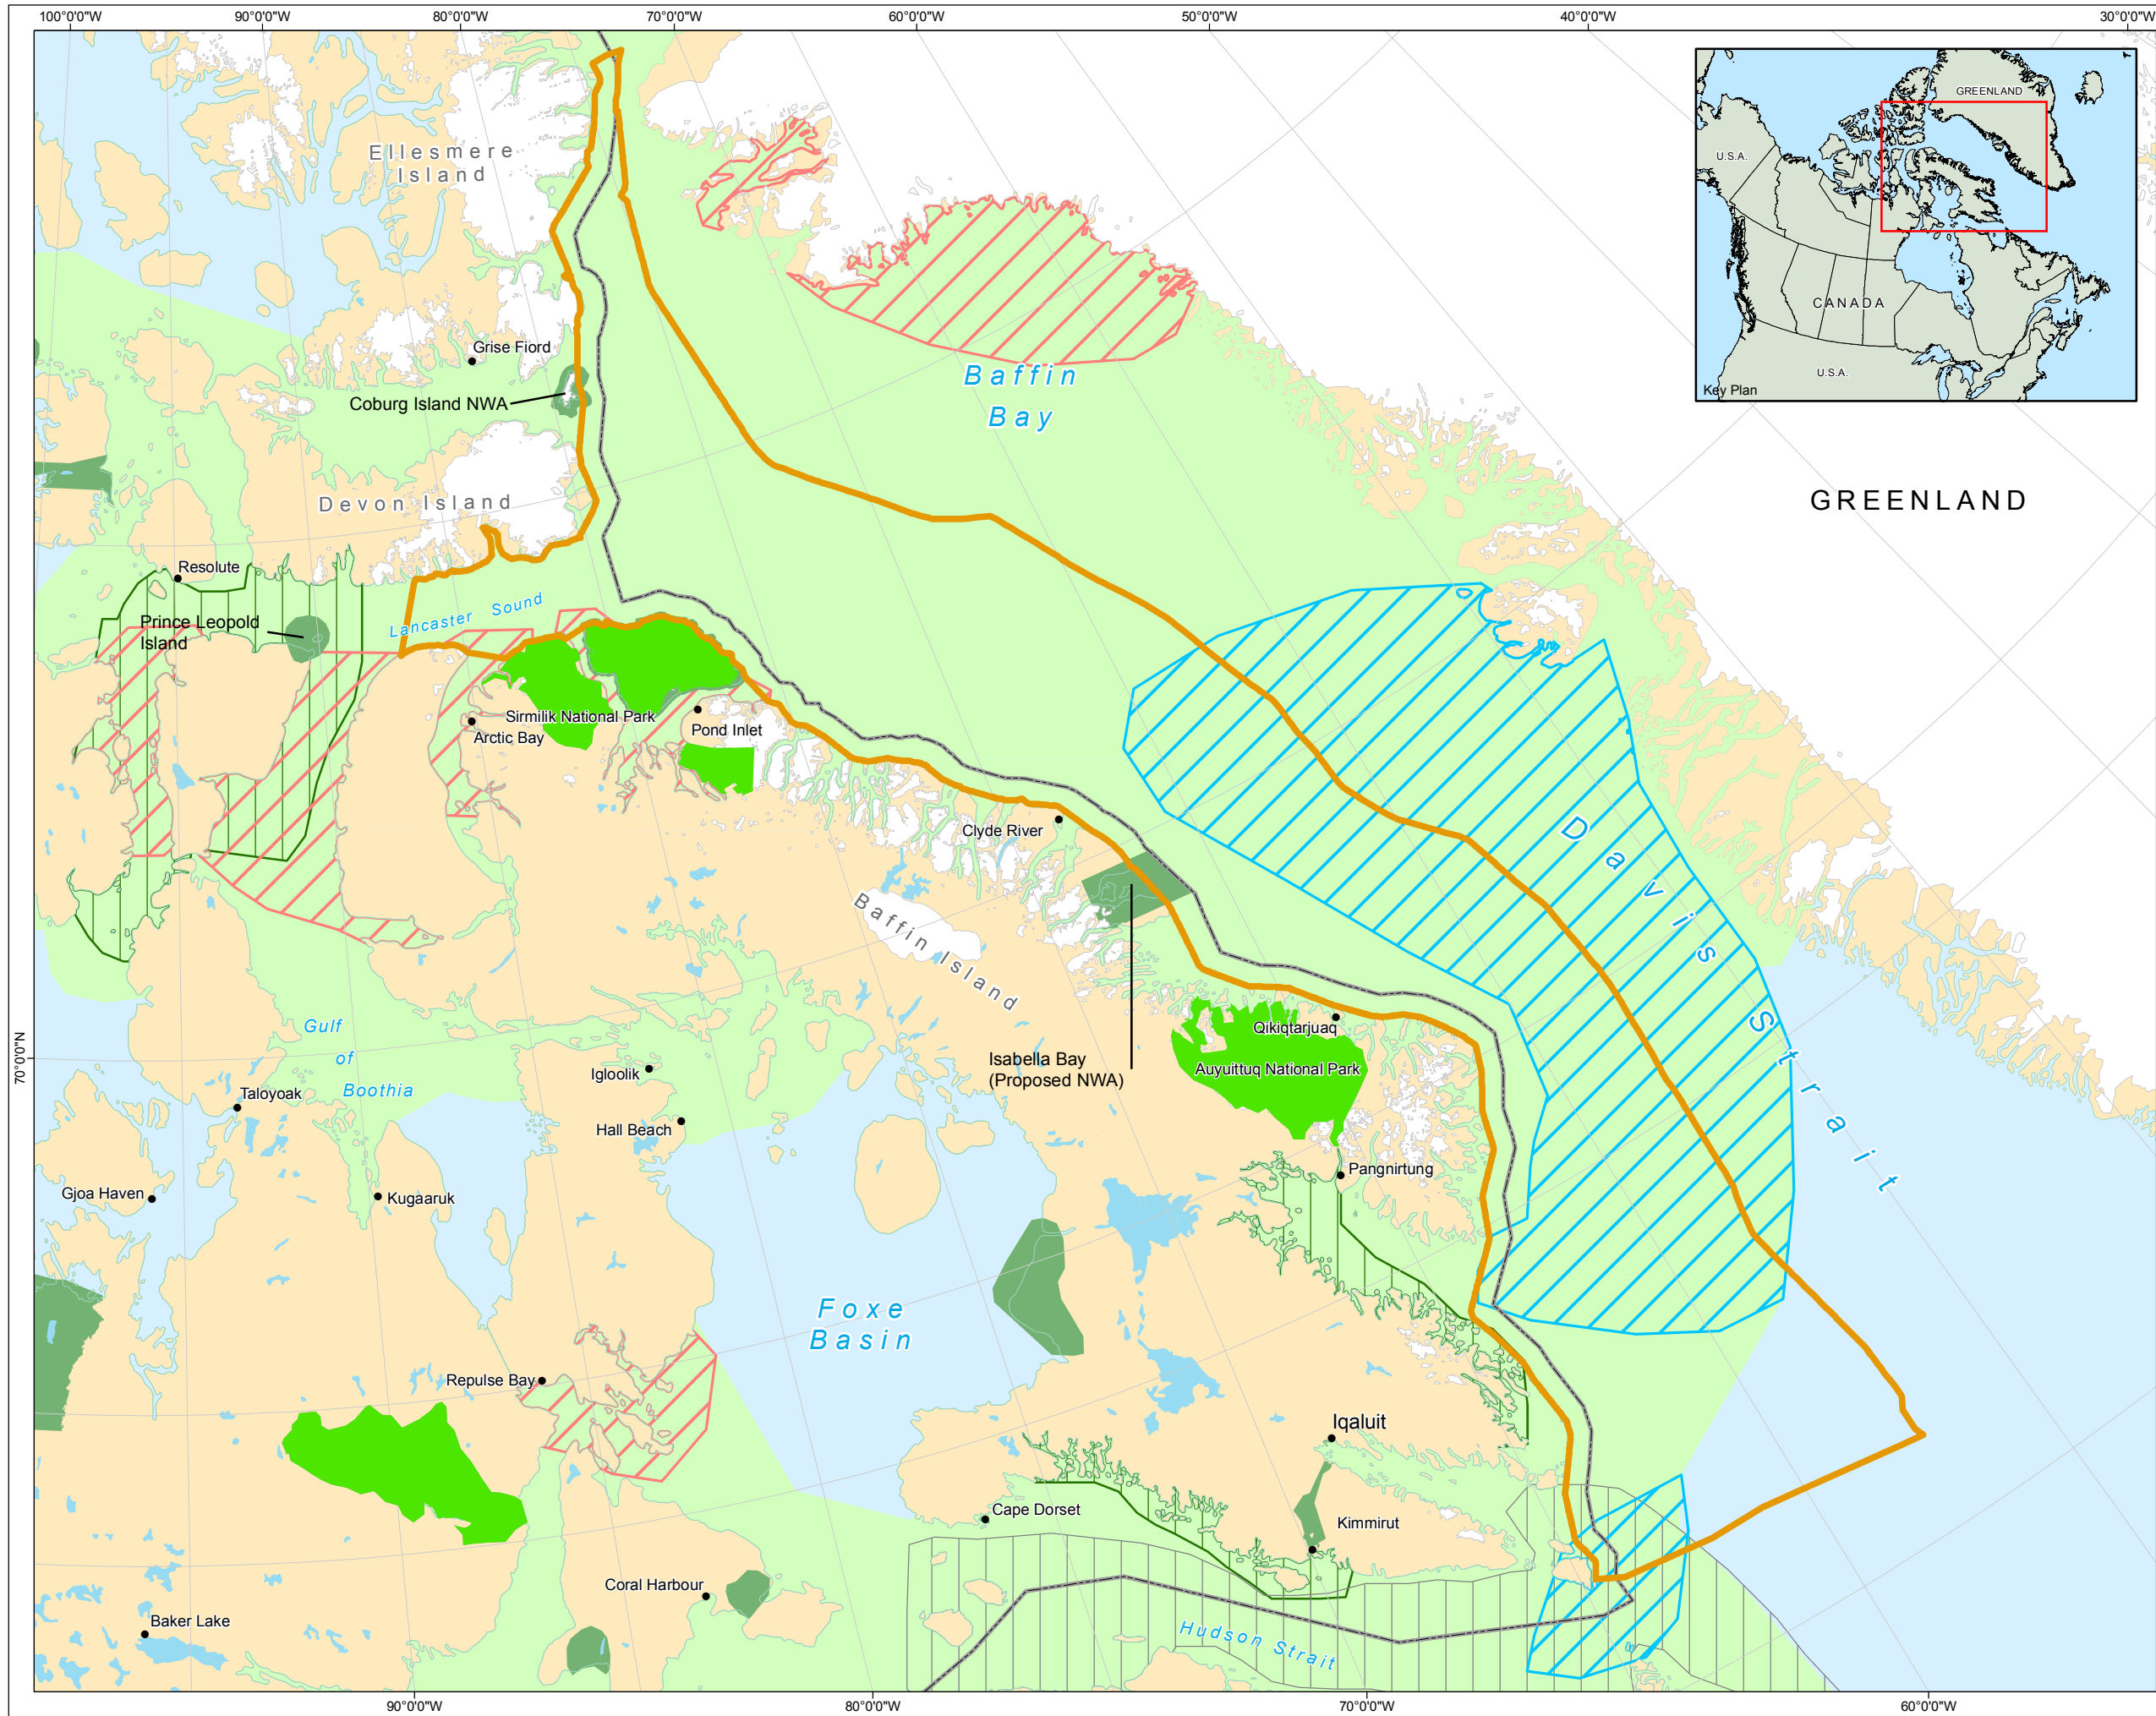 100°0'0"W
90°0'0"W
80°0'0"W
70°0'0"W
60°0'0"W
50°0'0"W
40°0'0"W
30°0'0"W
GREENLAND
U.S.A.
CANADA
U.S.A.
Key Plan
Ellesmere
Island
Grise Fiord
Coburg Island NWA
Baffin
Bay
Devon Island
GREENLAND
Resolute
Lancaster Sound
Prince Leopold
Island
Sirmilik National Park
Arctic Bay
Pond Inlet
Clyde River
Davis Strait
Baffin Island
Qikiqtarjuaq
Isabella Bay
(Proposed NWA)
Auyuittuq National Park
Gulf
of
Boothia
70°0'0"N
Igloolik
Taloyoak
Hall Beach
Pangnirtung
Gjoa Haven
Kugaaruk
Foxe
Basin
Repulse Bay
Iqaluit
Cape Dorset
Kimmirut
Coral Harbour
Baker Lake
Hudson Strait
90°0'0"W
80°0'0"W
70°0'0"W
60°0'0"W